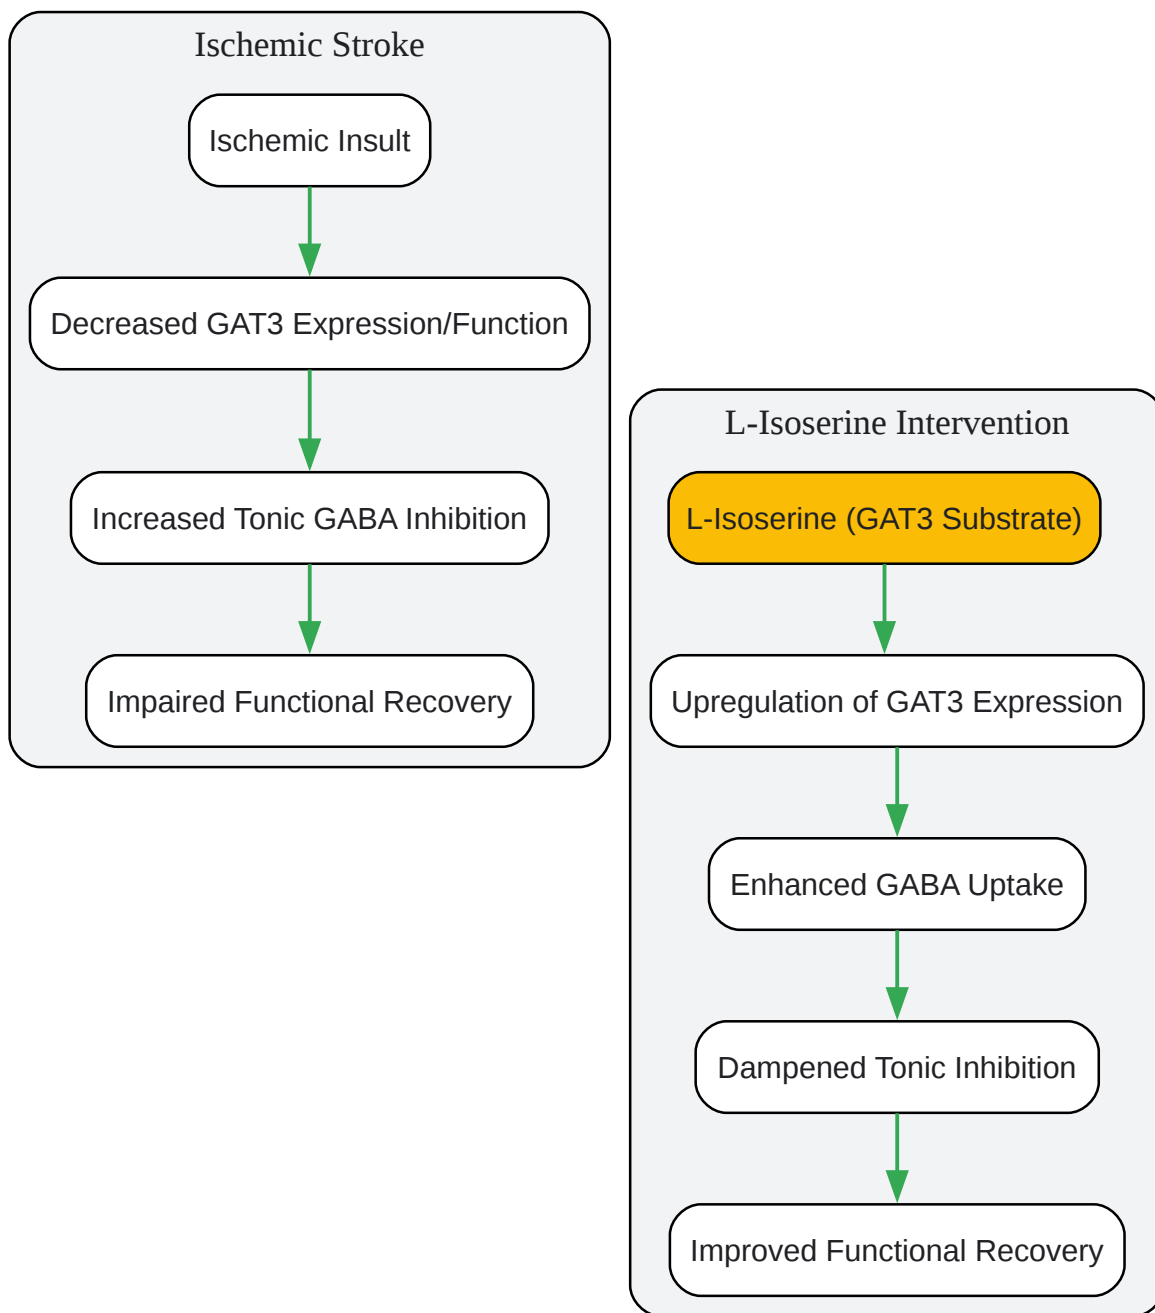 Ischemic Stroke
Ischemic Insult
Decreased GAT3 Expression/Function
Increased Tonic GABA Inhibition
Impaired Functional Recovery
L-Isoserine Intervention
L-Isoserine (GAT3 Substrate)
Upregulation of GAT3 Expression
Enhanced GABA Uptake
Dampened Tonic Inhibition
Improved Functional Recovery